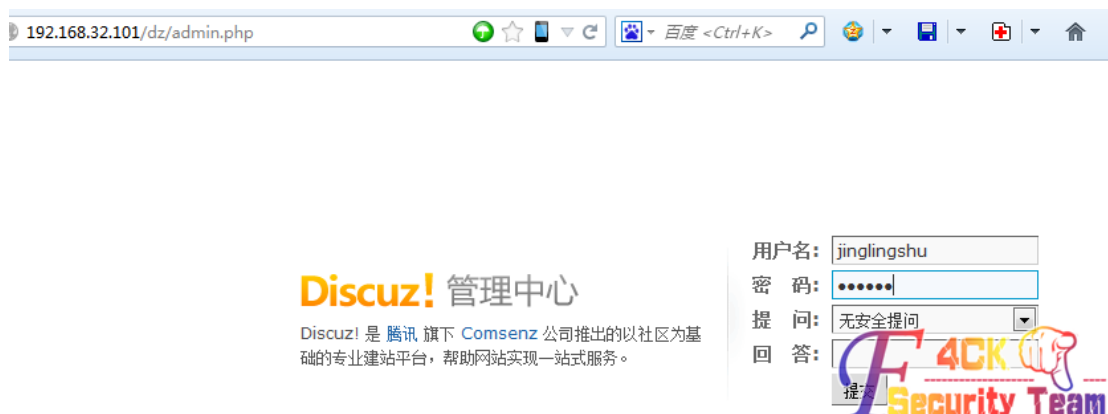 192.168.32.101/dz/admin.php
百度 <Ctrl+K>
用户名: jinglingshu
密 码: ••••••
提 问: 无安全提问
回 答:
提交
Discuz! 管理中心
Discuz! 是 腾讯 旗下 Comsenz 公司推出的以社区为基
础的专业建站平台，帮助网站实现一站式服务。
F4CK
Security Team